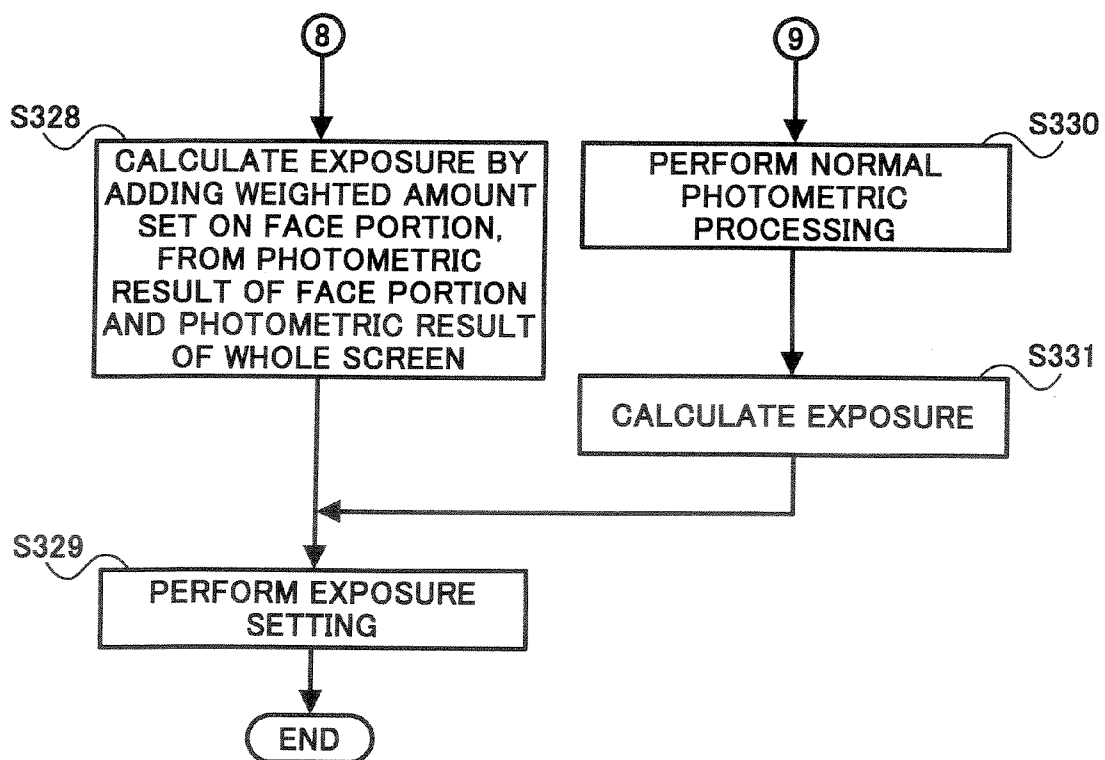 8
9
S328
CALCULATE EXPOSURE BY
ADDING WEIGHTED AMOUNT
SET ON FACE PORTION,
FROM PHOTOMETRIC
RESULT OF FACE PORTION
AND PHOTOMETRIC RESULT
OF WHOLE SCREEN
S330
PERFORM NORMAL
PHOTOMETRIC
PROCESSING
S331
CALCULATE EXPOSURE
S329
PERFORM EXPOSURE
SETTING
END